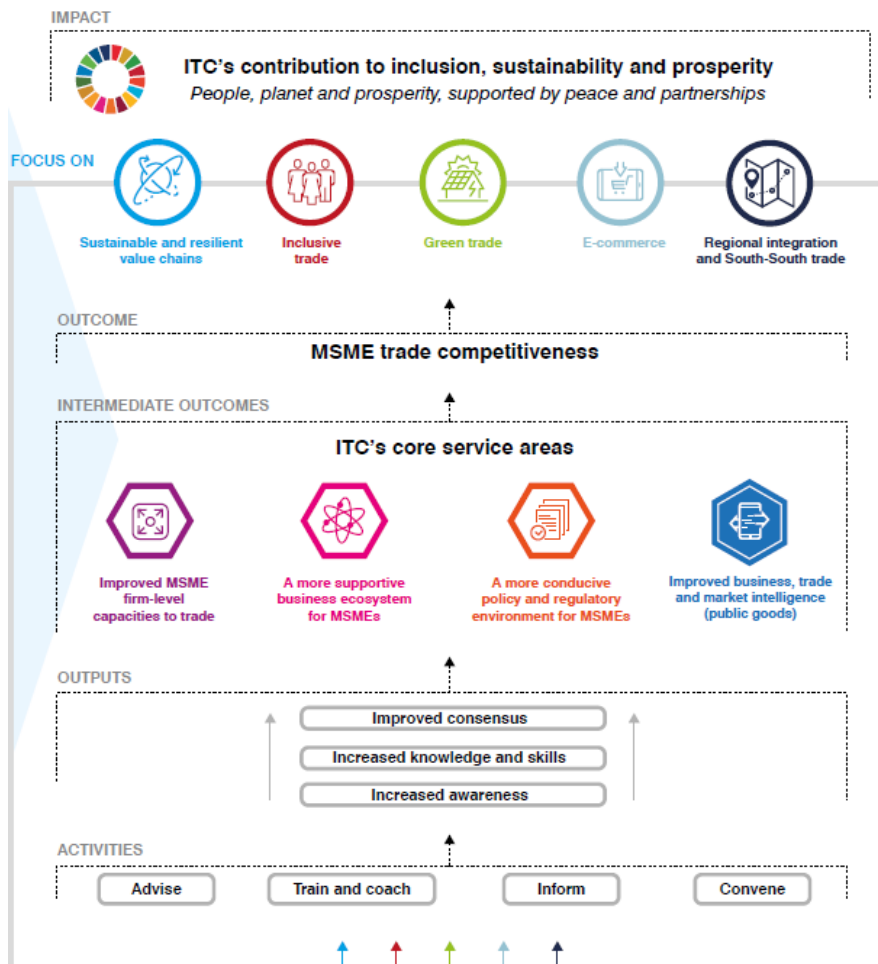 IMPACT
ITC's contribution to inclusion, sustainability and prosperity
People, planet and prosperity, supported by peace and partnerships
FOCUS ON
Sustainable and resilient
value chains
Inclusive
trade
Green trade
E-commerce
Regional integration
and South-South trade
OUTCOME
MSME trade competitiveness
INTERMEDIATE OUTCOMES
ITC's core service areas
Improved MSME
firm-level
capacities to trade
A more supportive
business ecosystem
for MSMEs
A more conducive
policy and regulatory
environment for MSMEs
Improved business, trade
and market intelligence
(public goods)
OUTPUTS
Improved consensus
Increased knowledge and skills
Increased awareness
ACTIVITIES
Advise
Train and coach
Inform
Convene